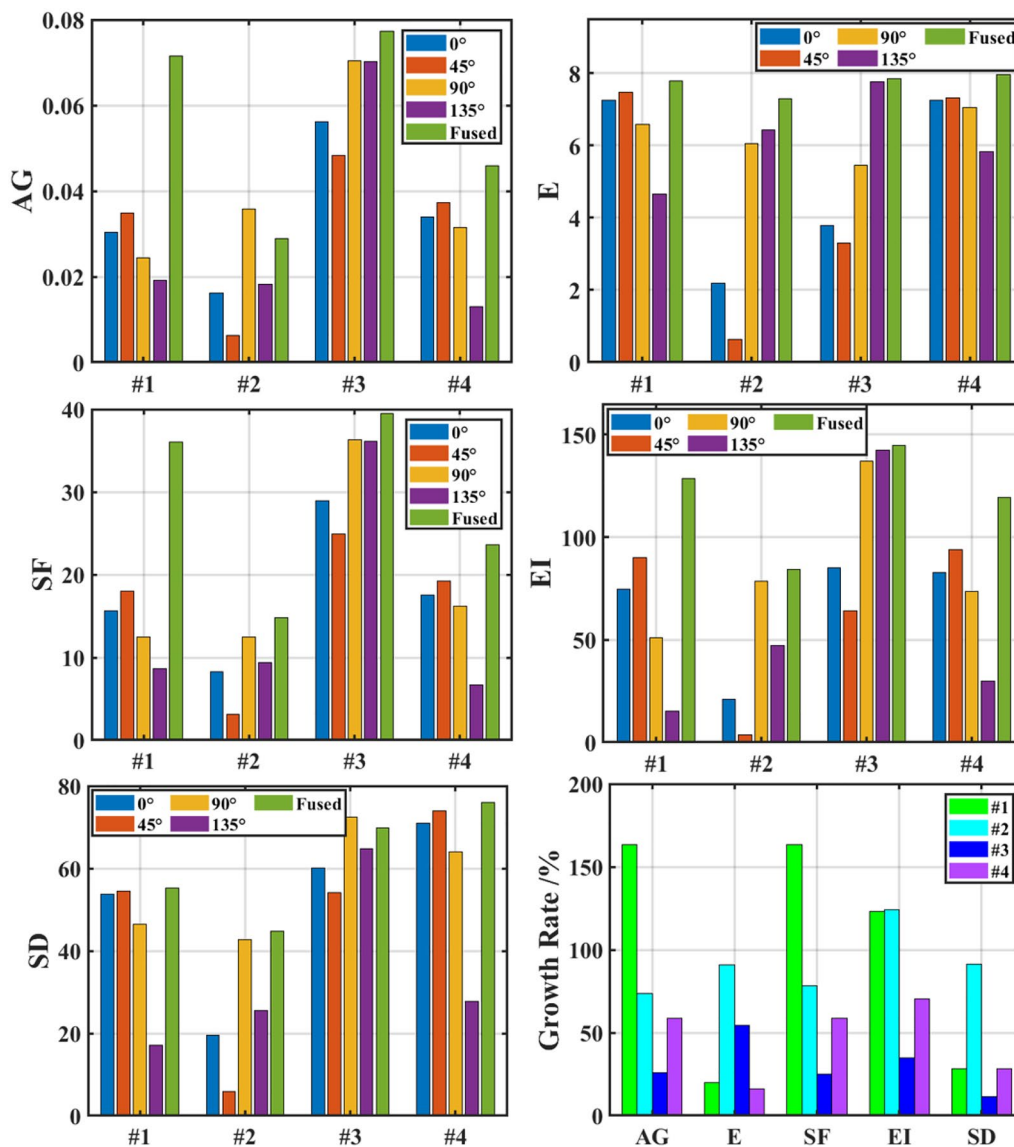 AG
0.08
0.06
0.04
0.02
0
0°
45°
90°
135°
Fused
#1 #2 #3 #4
E
8
6
4
2
0
0° 90° Fused
45° 135°
#1 #2 #3 #4
SF
40
30
20
10
0
0°
45°
90°
135°
Fused
#1 #2 #3 #4
EI
150
100
50
0
0° 90° Fused
45° 135°
#1 #2 #3 #4
SD
80
60
40
20
0
0° 90° Fused
45° 135°
#1 #2 #3 #4
Growth Rate /%
200
150
100
50
0
#1
#2
#3
#4
AG E SF EI SD